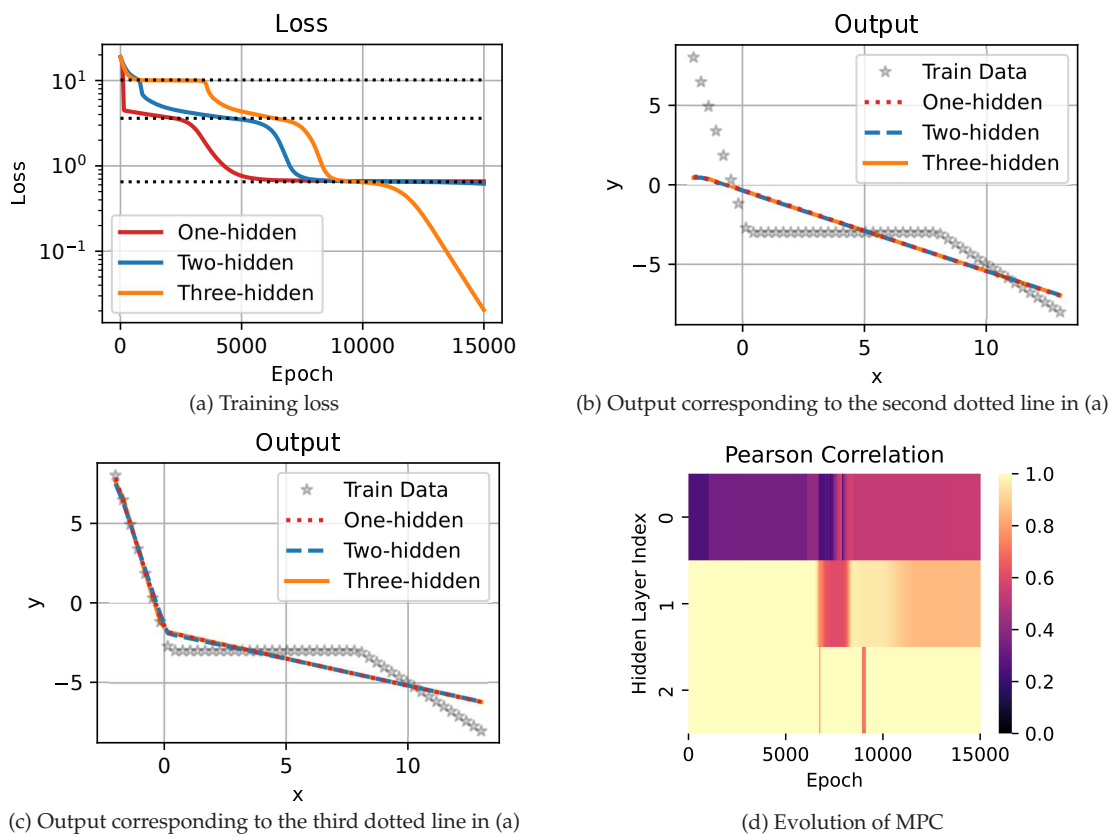 Loss
Loss
10¹
10⁰
10⁻¹
One-hidden
Two-hidden
Three-hidden
0 5000 10000 15000
Epoch
(a) Training loss
Output
y
5
0
−5
Train Data
One-hidden
Two-hidden
Three-hidden
0 5 10
x
(b) Output corresponding to the second dotted line in (a)
Output
y
5
0
−5
Train Data
One-hidden
Two-hidden
Three-hidden
0 5 10
x
(c) Output corresponding to the third dotted line in (a)
Pearson Correlation
Hidden Layer Index
0
1
2
0 5000 10000 15000
Epoch
1.0
0.8
0.6
0.4
0.2
0.0
(d) Evolution of MPC